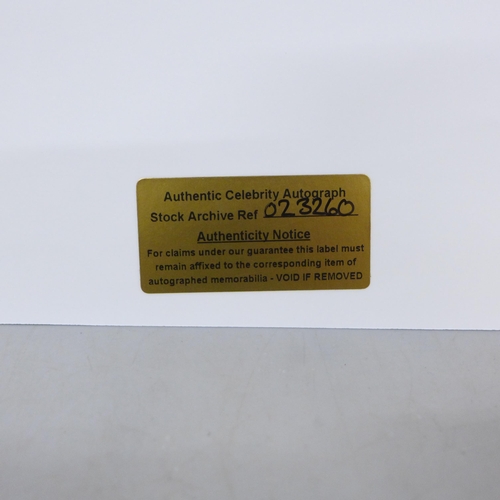 Authentic Celebrity Autograph
Stock Archive Ref 023260
Authenticity Notice
For claims under our guarantee this label must
remain affixed to the corresponding item of
autographed memorabilia - VOID IF REMOVED